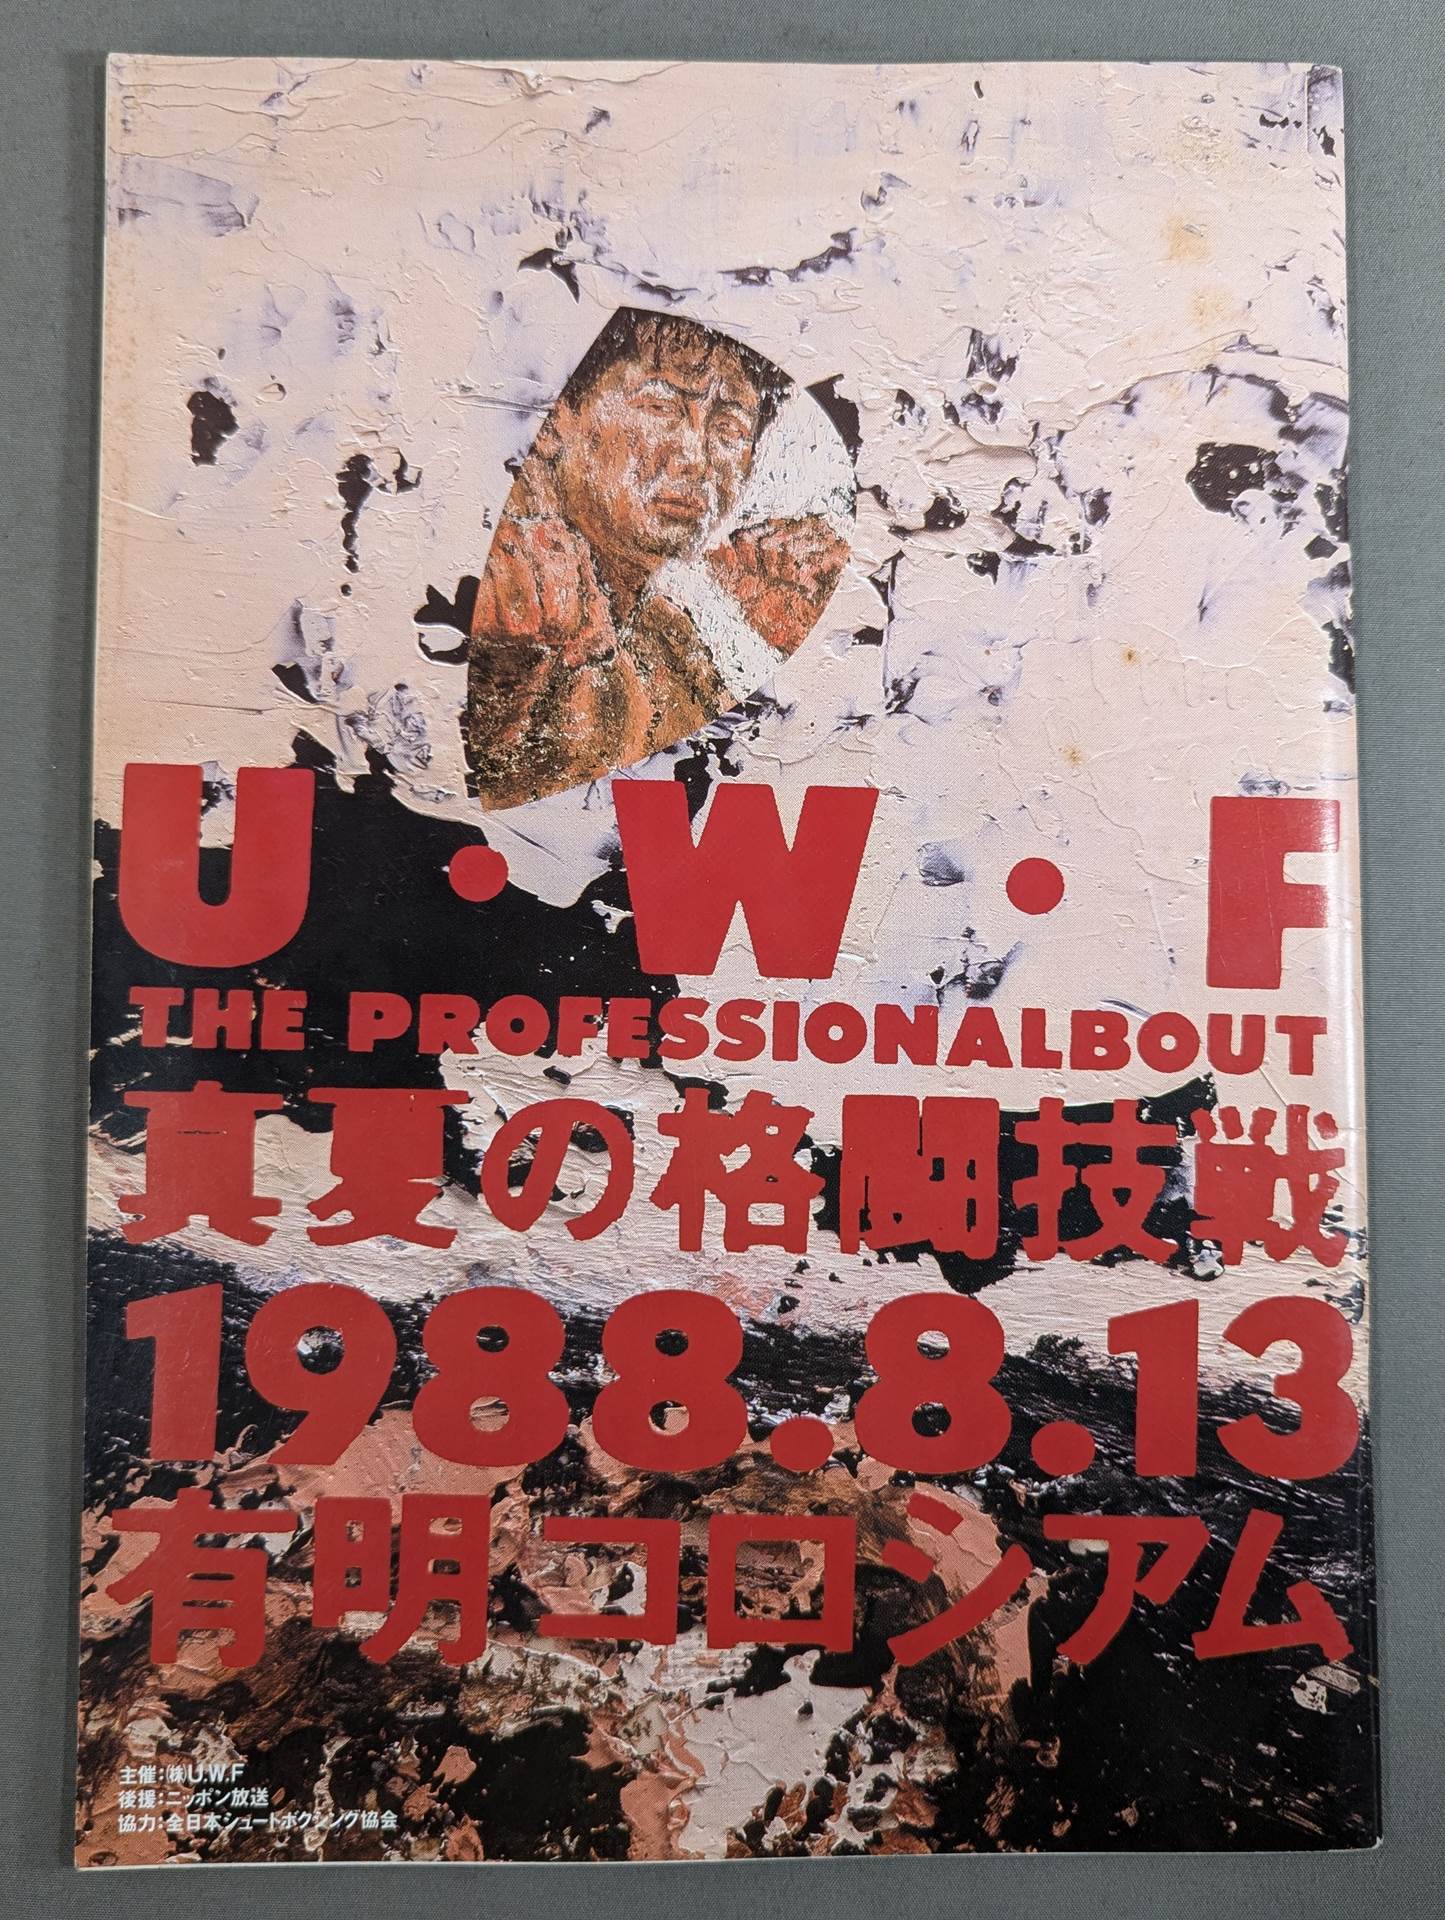 U・W・F
THE PROFESSIONALBOUT
真夏の格闘技戦
1988.8.13
有明コロシアム
主催：㈱U.W.F
後援：ニッポン放送
協力：全日本シュートボクシング協会